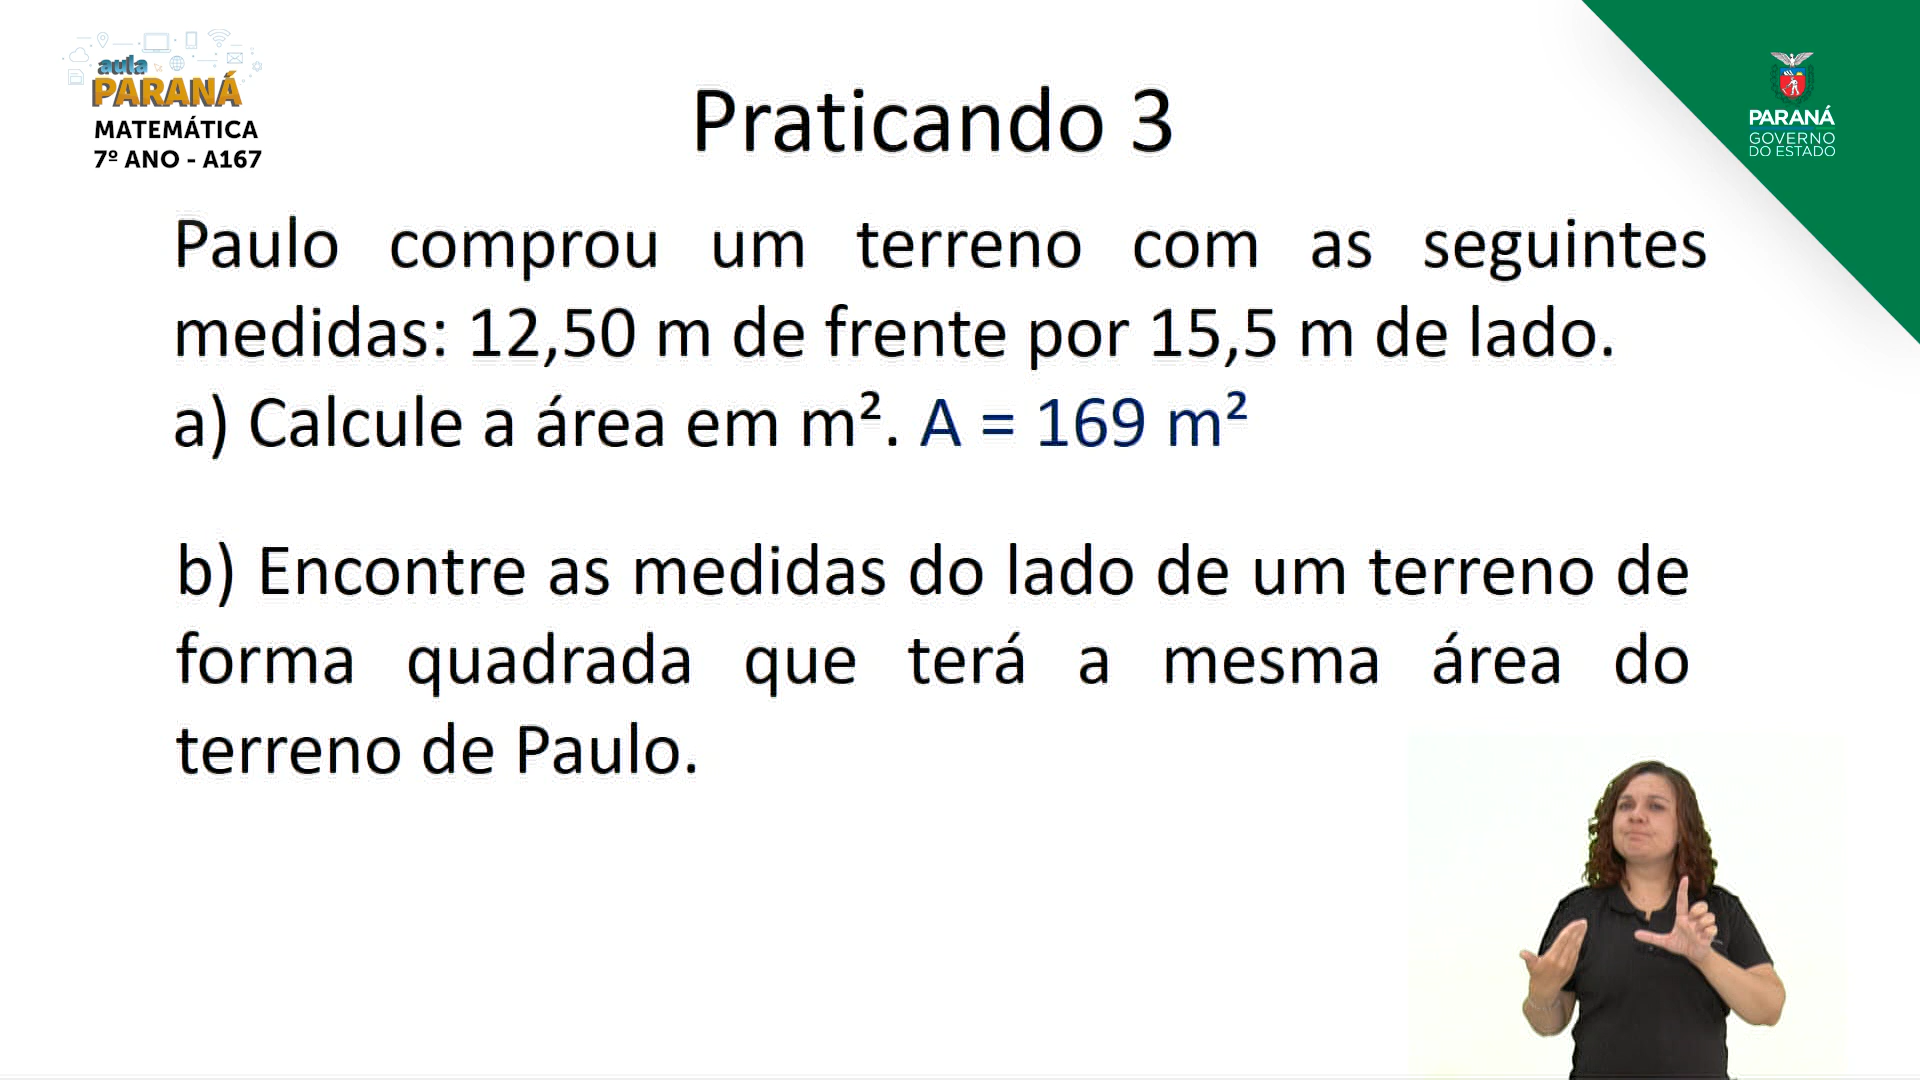 aula
PARANÁ
MATEMÁTICA
7º ANO - A167
Praticando 3
PARANÁ
GOVERNO
DO ESTADO
Paulo comprou um terreno com as seguintes
medidas: 12,50 m de frente por 15,5 m de lado.
a) Calcule a área em m². A = 169 m²
b) Encontre as medidas do lado de um terreno de
forma quadrada que terá a mesma área do
terreno de Paulo.